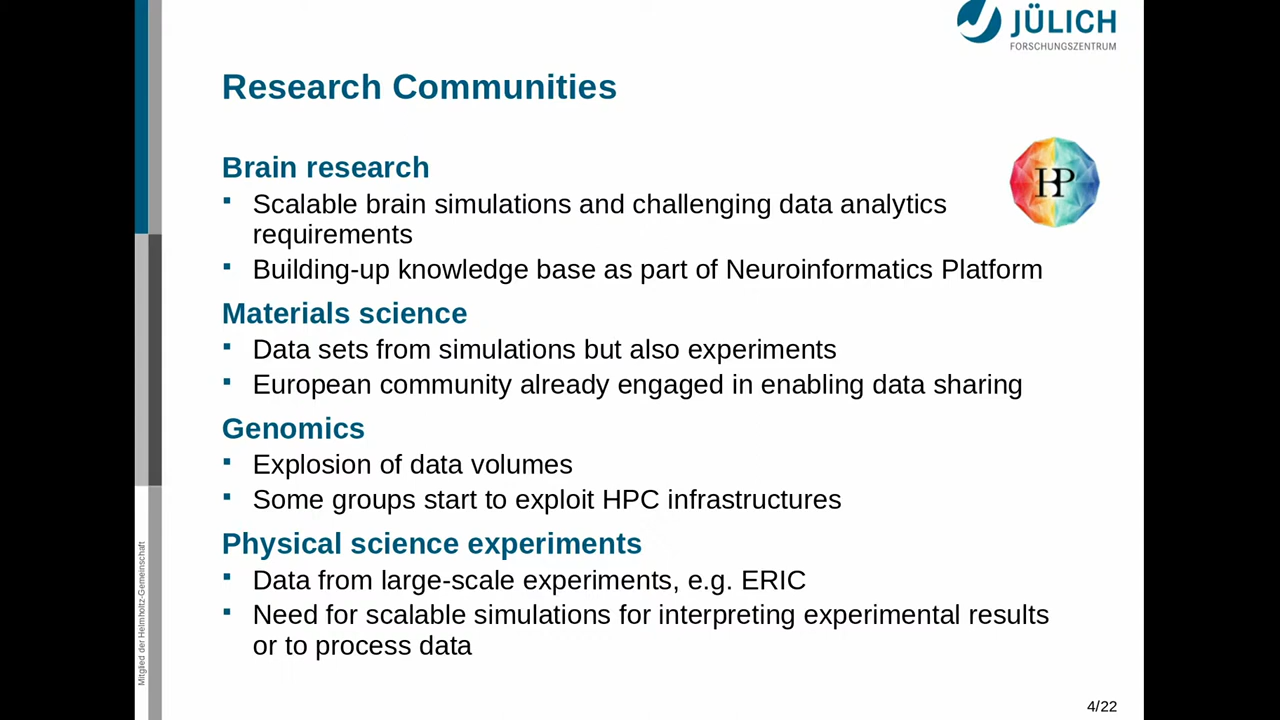 JÜLICH
FORSCHUNGSZENTRUM
Research Communities
HP
Brain research
Scalable brain simulations and challenging data analytics
requirements
Building-up knowledge base as part of Neuroinformatics Platform
Materials science
Data sets from simulations but also experiments
European community already engaged in enabling data sharing
Genomics
Explosion of data volumes
Some groups start to exploit HPC infrastructures
Physical science experiments
Data from large-scale experiments, e.g. ERIC
Need for scalable simulations for interpreting experimental results
or to process data
Mitglied der Helmholtz-Gemeinschaft
4/22